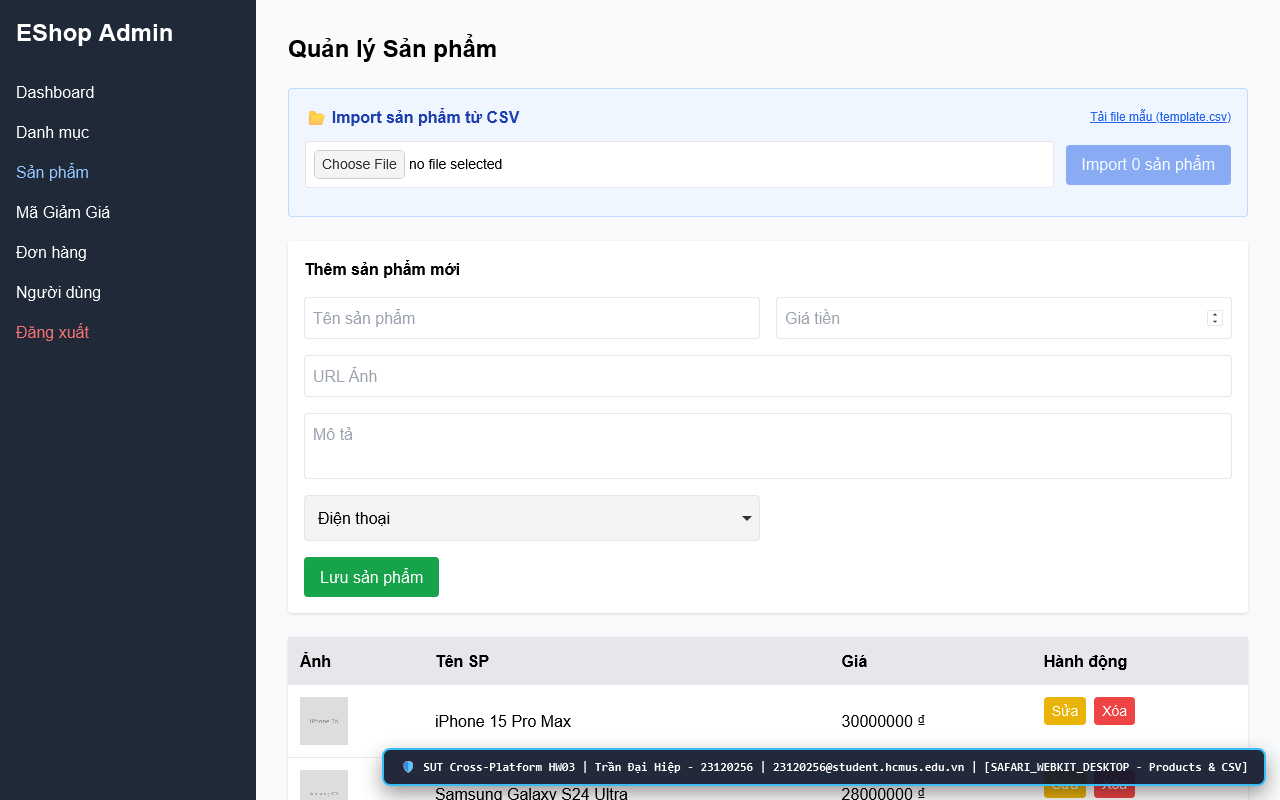 EShop Admin
Dashboard
Danh mục
Sản phẩm
Mã Giảm Giá
Đơn hàng
Người dùng
Đăng xuất
Quản lý Sản phẩm
Import sản phẩm từ CSV
Tải file mẫu (template.csv)
Choose File no file selected
Import 0 sản phẩm
Thêm sản phẩm mới
Tên sản phẩm
Giá tiền
URL Ảnh
Mô tả
Điện thoại
Lưu sản phẩm
Ảnh Tên SP Giá Hành động
iPhone 15
iPhone 15 Pro Max
30000000 ₫
Sửa Xóa
Samsung Galaxy S24 Ultra
28000000 ₫
Sửa Xóa
SUT Cross-Platform HW03 | Trần Đại Hiệp - 23120256 | 23120256@student.hcmus.edu.vn | [SAFARI_WEBKIT_DESKTOP - Products & CSV]